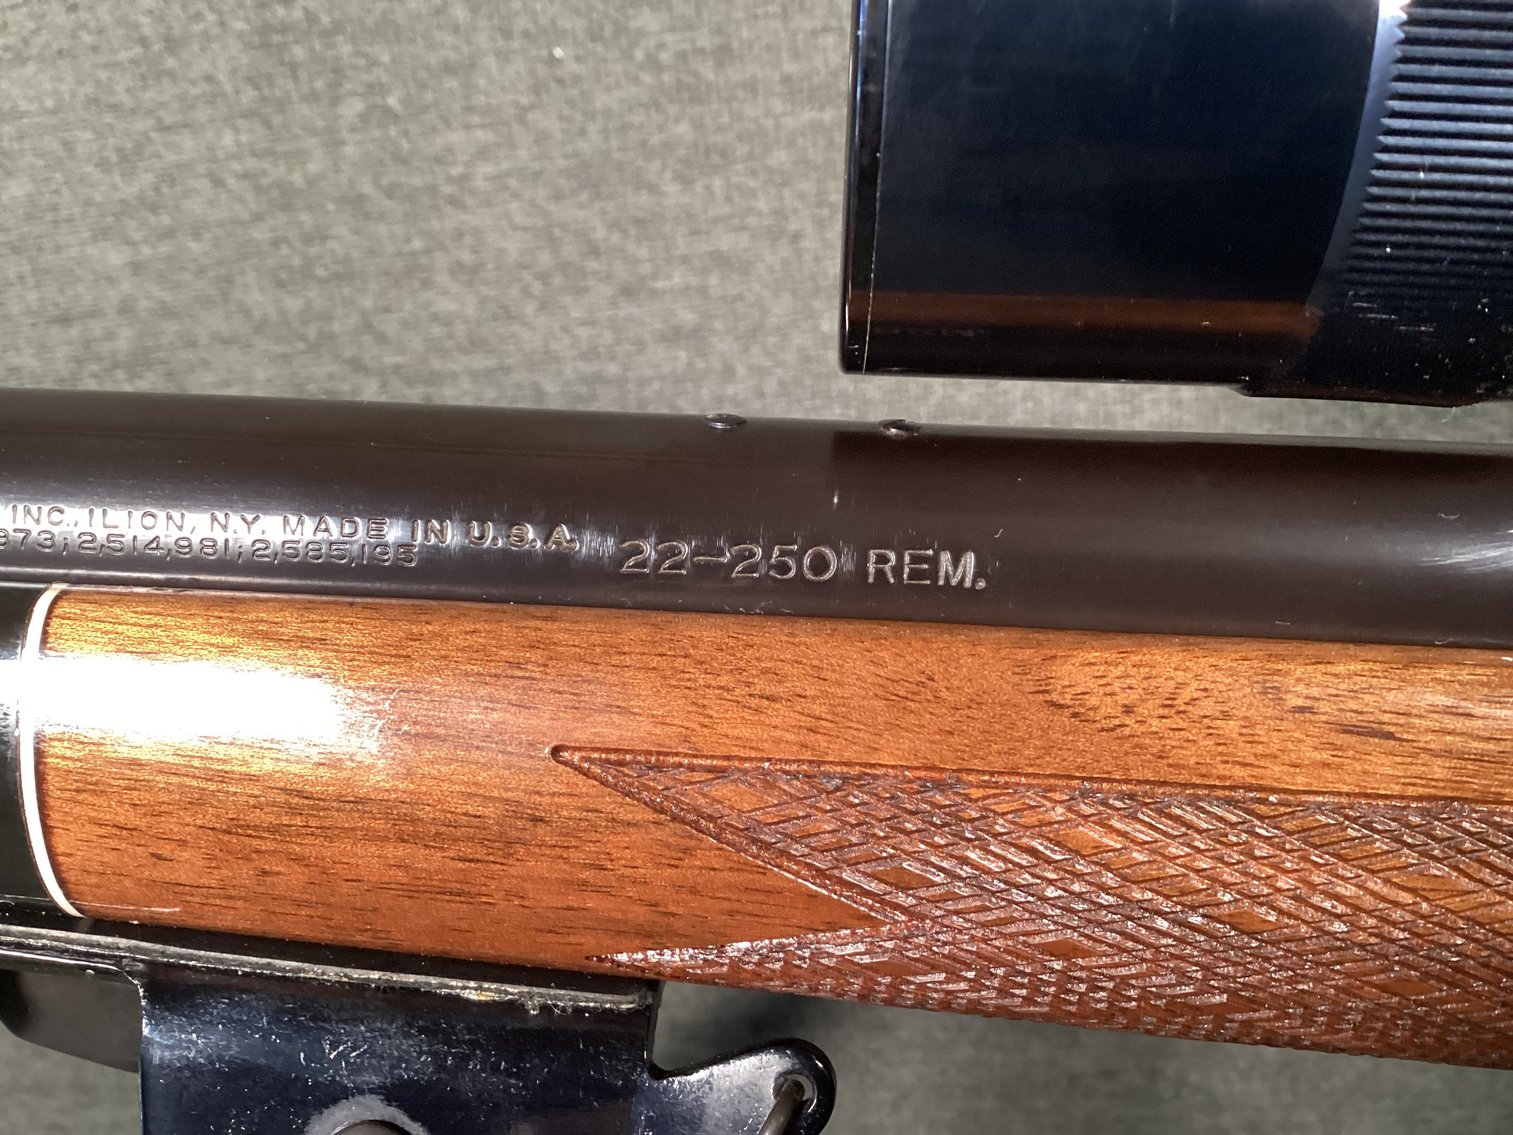 INC., ILION, N.Y. MADE IN U.S.A.
873; 2,514,981; 2,585,195
22-250 REM.